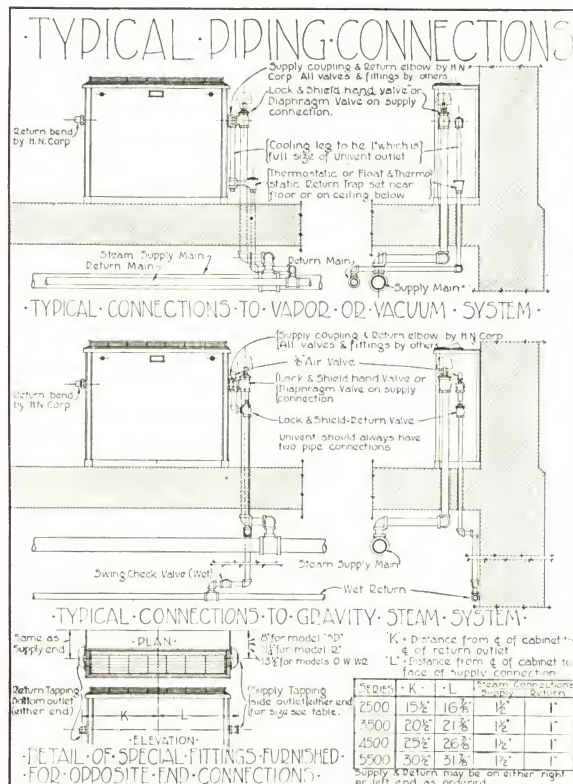 ·TYPICAL·PIPING·CONNECTIONS
Supply coupling & Return elbow by H.N.
Corp All valves & fittings by others
Lock & Shield hand valve or
Diaphragm Valve on supply
connection.
Return bend
by H.N. Corp
Cooling leg to be 1" which is
full size of Univent outlet
Thermostatic or Float & Thermo
static Return Trap set near
floor or on ceiling below
Steam Supply Main
Return Main
Return Main
Supply Main
·TYPICAL·CONNECTIONS·TO·VAPOR·OR·VACUUM·SYSTEM·
Supply coupling & Return elbow by H.N Corp
All valves & fittings by others
⅛" Air Valve
Lock & Shield hand Valve or
Diaphragm Valve on supply
connection
Return bend
by H.N Corp
Lock & Shield-Return Valve
Univent should always have
two pipe connections
Steam Supply Main
Swing Check Valve (Wet)
Wet Return
·TYPICAL·CONNECTIONS·TO·GRAVITY·STEAM·SYSTEM·
Same as
Supply end
·PLAN·
8" for model "SD"
for model R"
13½" for models O W W2
"K"·Distance from ¢ of cabinet to
¢ of return outlet
"L"·Distance from ¢ of cabinet to
face of supply connection
Return Tapping
Bottom outlet
(either end)
K
L
Supply Tapping
side outlet(either end
For size see table.
·ELEVATION·
·DETAIL·OF·SPECIAL·FITTINGS·FURNISHED·
·FOR·OPPOSITE·END·CONNECTIONS·
SERIES ·K· ·L· Steam Connections
Supply Return
2500 15½" 16⅞" 1½" 1"
3500 20½" 21⅞" 1½" 1"
4500 25½" 26⅞" 1½" 1"
5500 30½" 31⅞" 1½" 1"
Supply & Return may be on either right
or left end as ordered